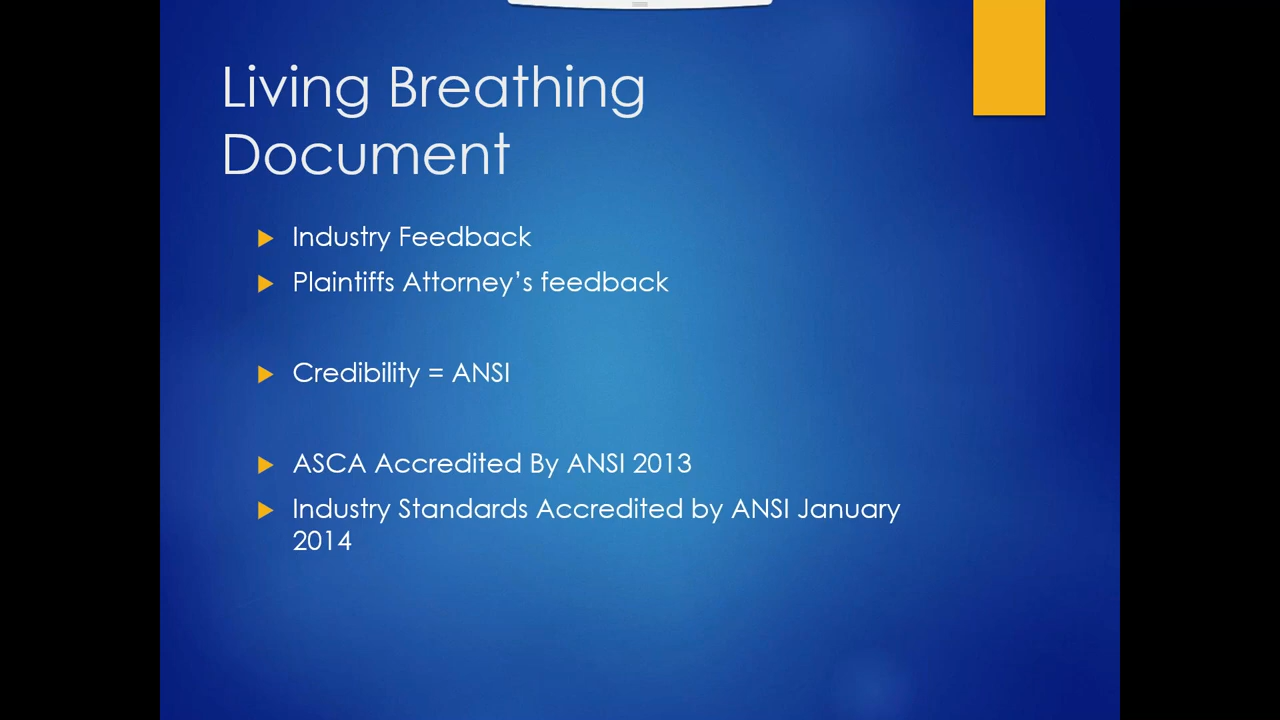 Living Breathing
Document
Industry Feedback
Plaintiffs Attorney’s feedback
Credibility = ANSI
ASCA Accredited By ANSI 2013
Industry Standards Accredited by ANSI January
2014